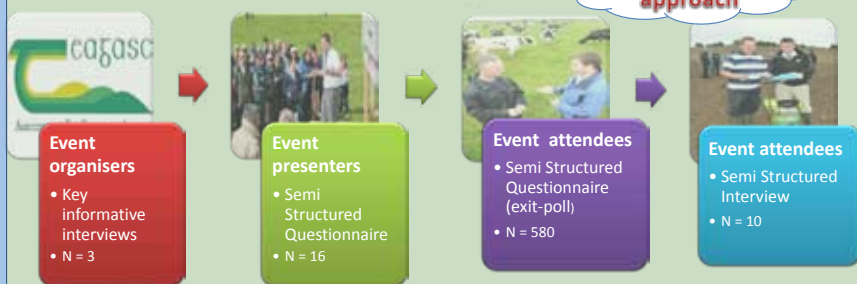 approach
teagasc
Event
organisers
• Key
informative
interviews
• N = 3
Event
presenters
• Semi
Structured
Questionnaire
• N = 16
Event attendees
• Semi Structured
Questionnaire
(exit-poll)
• N = 580
Event attendees
• Semi Structured
Interview
• N = 10